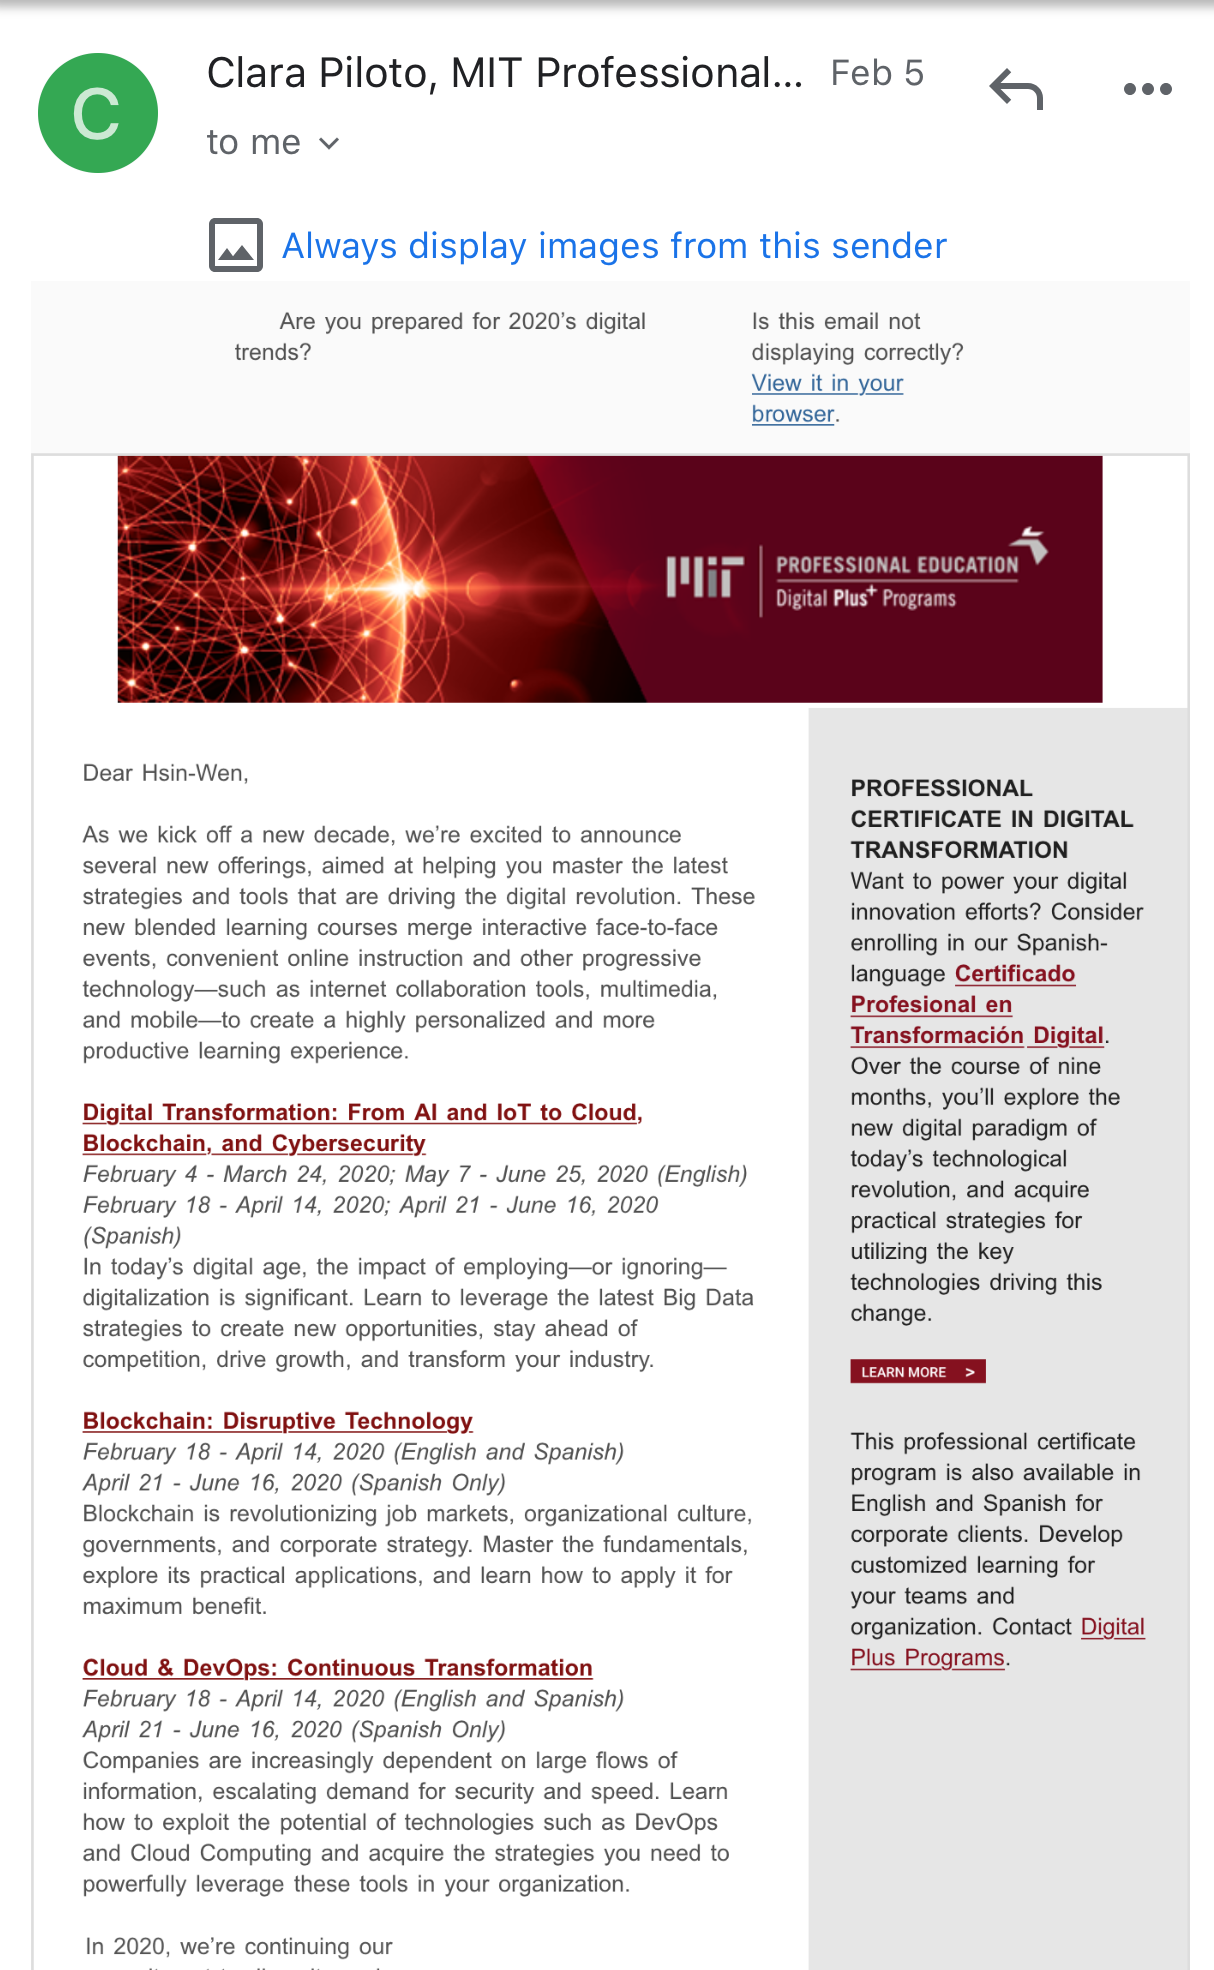 C
Clara Piloto, MIT Professional... Feb 5
to me
Always display images from this sender
Are you prepared for 2020’s digital
trends?
Is this email not
displaying correctly?
View it in your
browser.
MIT
PROFESSIONAL EDUCATION
Digital Plus+ Programs
Dear Hsin-Wen,
As we kick off a new decade, we’re excited to announce
several new offerings, aimed at helping you master the latest
strategies and tools that are driving the digital revolution. These
new blended learning courses merge interactive face-to-face
events, convenient online instruction and other progressive
technology—such as internet collaboration tools, multimedia,
and mobile—to create a highly personalized and more
productive learning experience.
Digital Transformation: From AI and IoT to Cloud,
Blockchain, and Cybersecurity
February 4 - March 24, 2020; May 7 - June 25, 2020 (English)
February 18 - April 14, 2020; April 21 - June 16, 2020
(Spanish)
In today’s digital age, the impact of employing—or ignoring—
digitalization is significant. Learn to leverage the latest Big Data
strategies to create new opportunities, stay ahead of
competition, drive growth, and transform your industry.
Blockchain: Disruptive Technology
February 18 - April 14, 2020 (English and Spanish)
April 21 - June 16, 2020 (Spanish Only)
Blockchain is revolutionizing job markets, organizational culture,
governments, and corporate strategy. Master the fundamentals,
explore its practical applications, and learn how to apply it for
maximum benefit.
Cloud & DevOps: Continuous Transformation
February 18 - April 14, 2020 (English and Spanish)
April 21 - June 16, 2020 (Spanish Only)
Companies are increasingly dependent on large flows of
information, escalating demand for security and speed. Learn
how to exploit the potential of technologies such as DevOps
and Cloud Computing and acquire the strategies you need to
powerfully leverage these tools in your organization.
In 2020, we’re continuing our
PROFESSIONAL
CERTIFICATE IN DIGITAL
TRANSFORMATION
Want to power your digital
innovation efforts? Consider
enrolling in our Spanish-
language Certificado
Profesional en
Transformación Digital.
Over the course of nine
months, you’ll explore the
new digital paradigm of
today’s technological
revolution, and acquire
practical strategies for
utilizing the key
technologies driving this
change.
LEARN MORE >
This professional certificate
program is also available in
English and Spanish for
corporate clients. Develop
customized learning for
your teams and
organization. Contact Digital
Plus Programs.